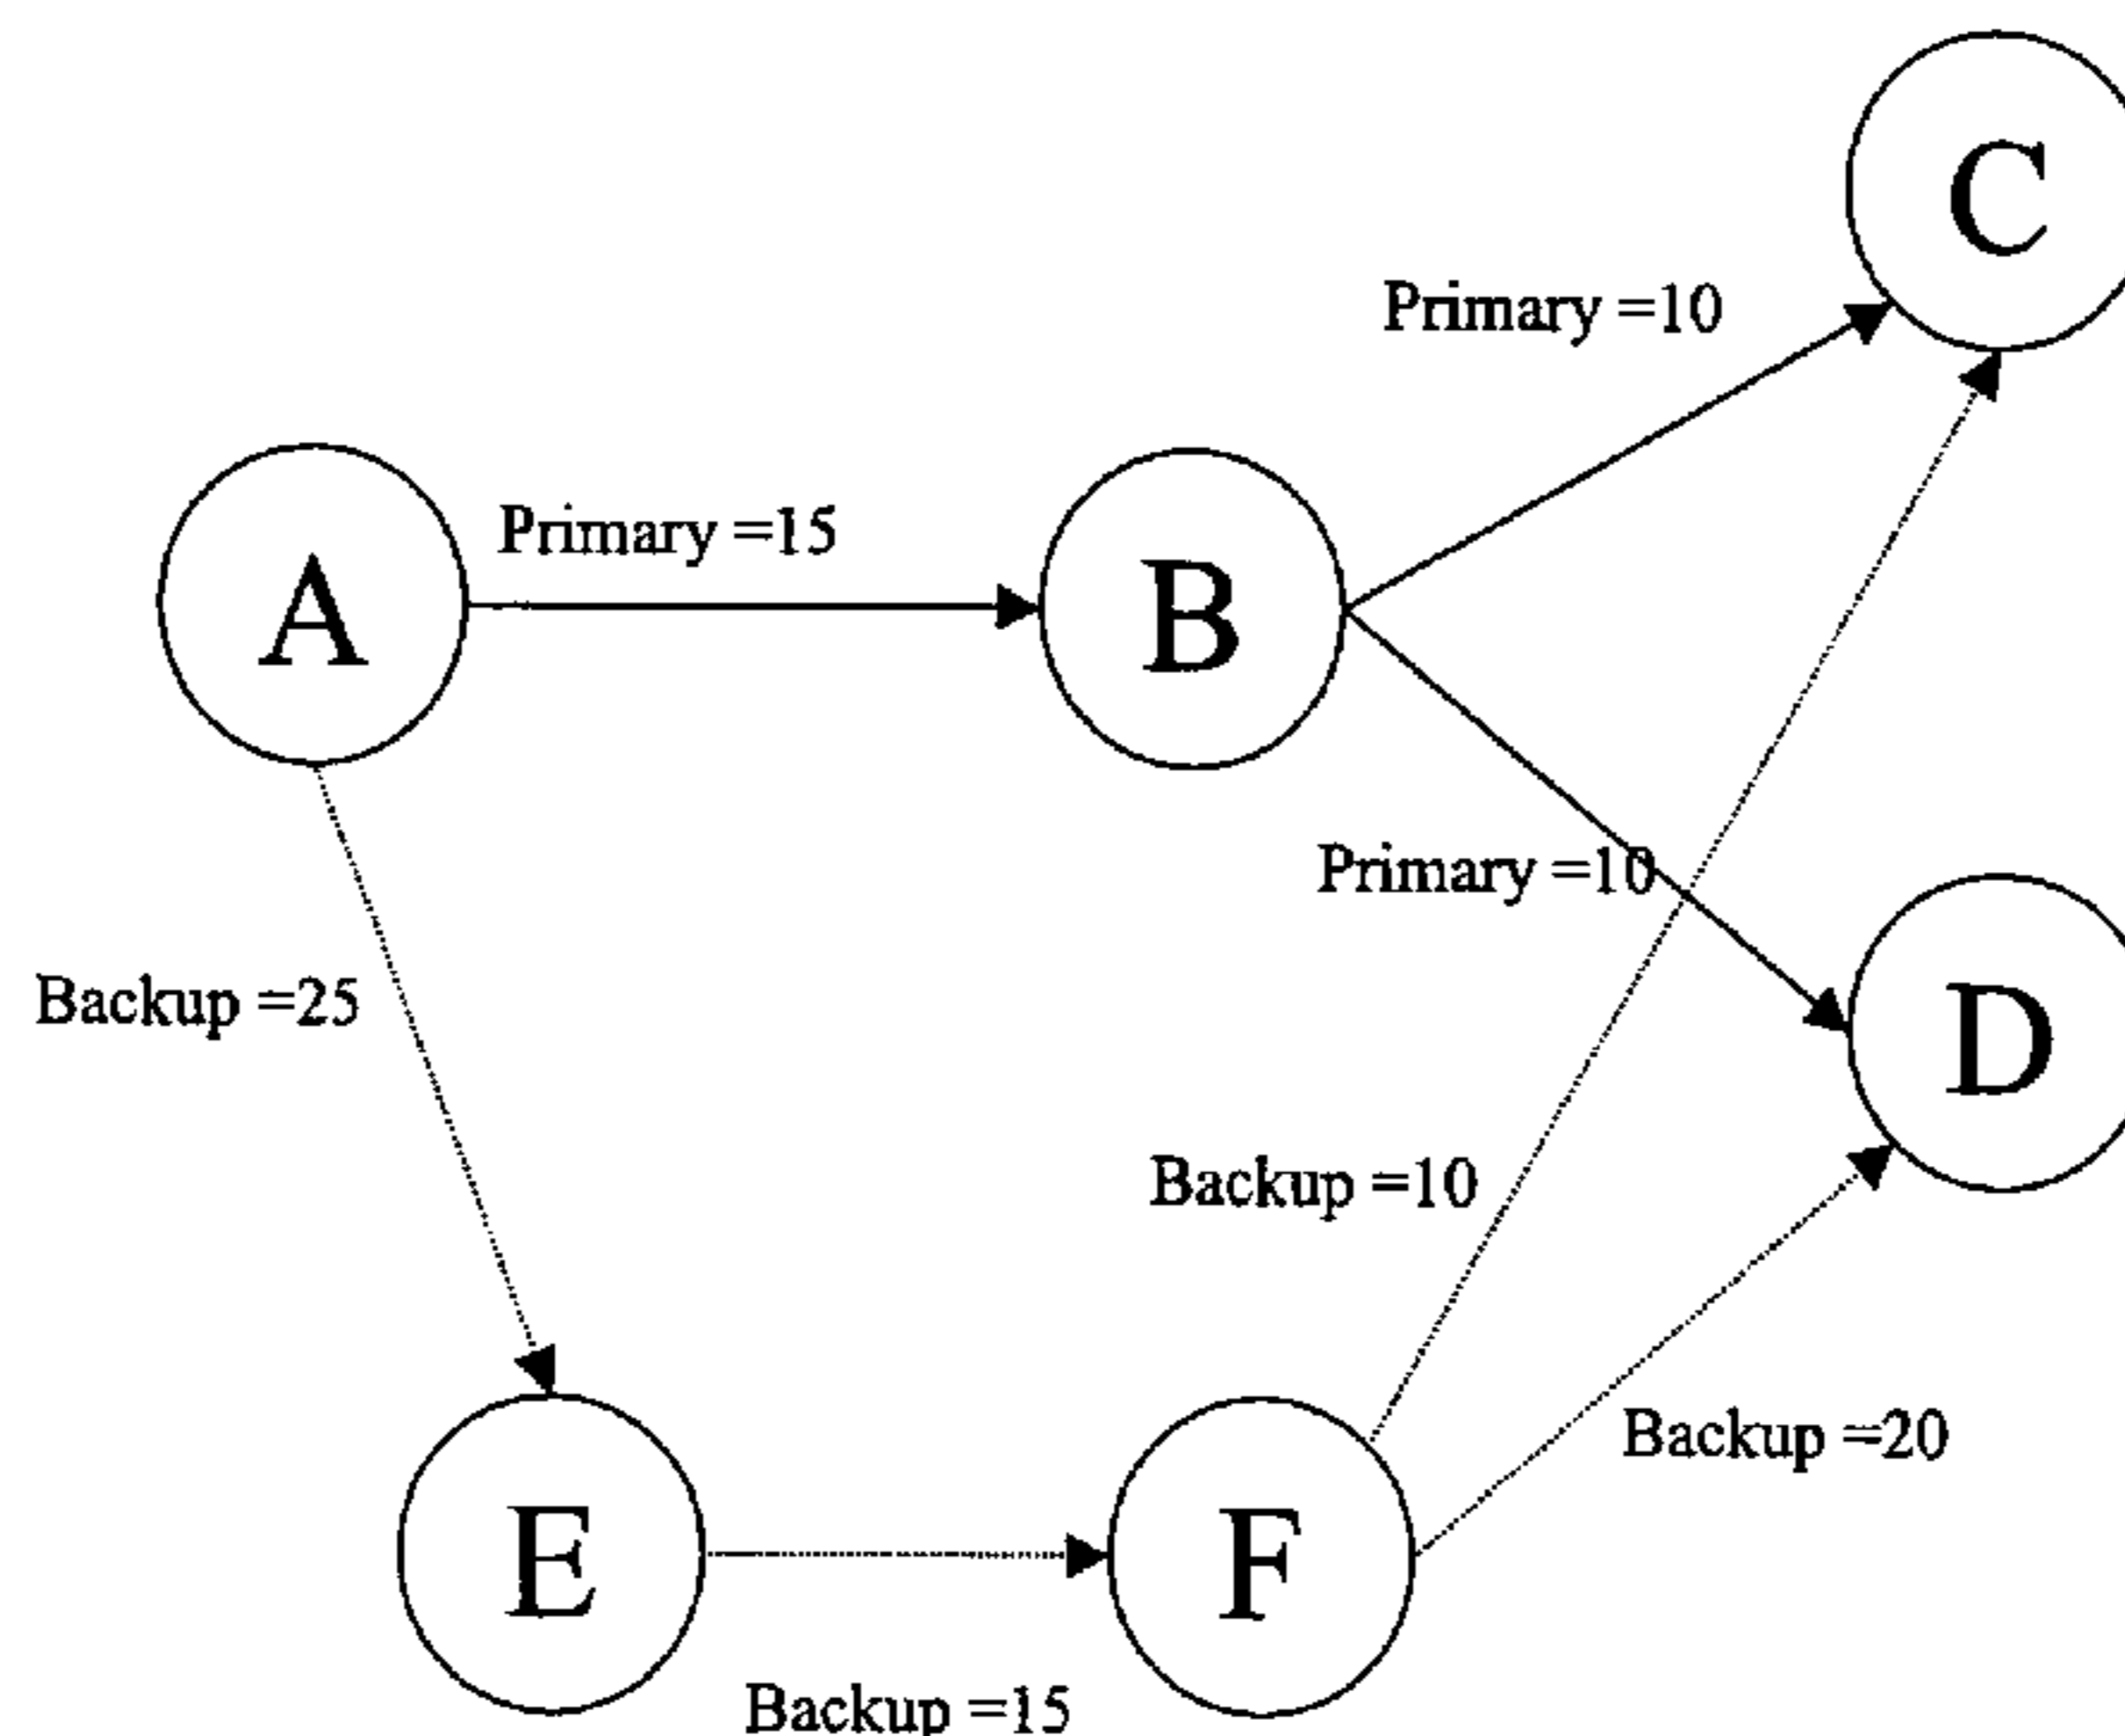 C
Primary =10
Primary =15
A
B
Primary =10
Backup =25
D
Backup =10
Backup =20
E
F
Backup =15